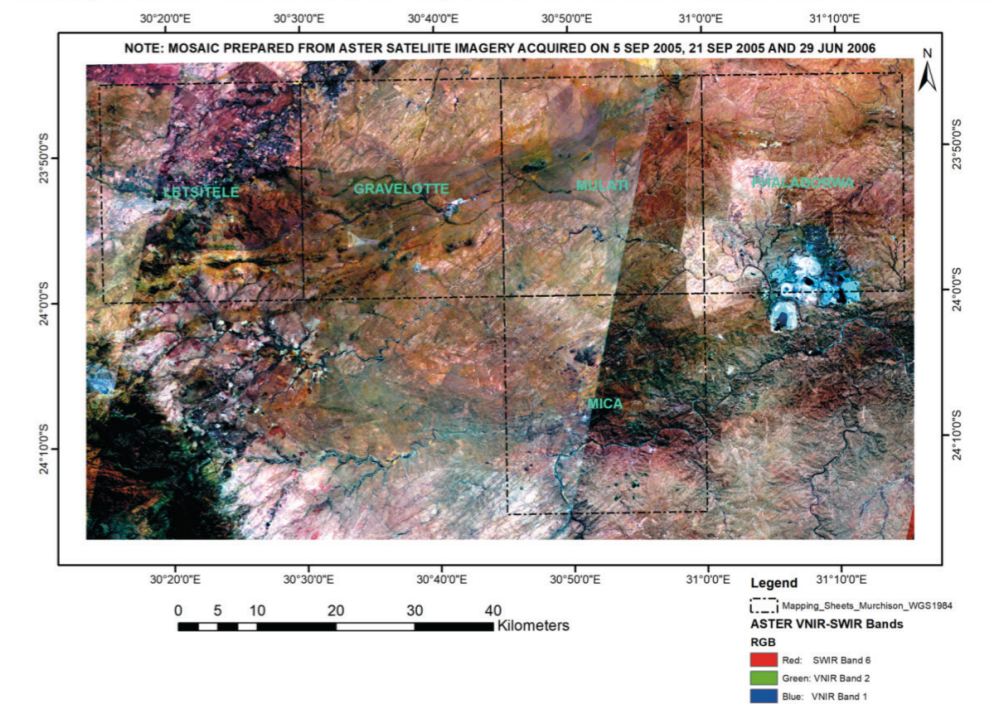 30°20'0"E 30°30'0"E 30°40'0"E 30°50'0"E 31°0'0"E 31°10'0"E
NOTE: MOSAIC PREPARED FROM ASTER SATELIITE IMAGERY ACQUIRED ON 5 SEP 2005, 21 SEP 2005 AND 29 JUN 2006
N
23°50'0"S 23°50'0"S
LETSITELE GRAVELOTTE MULATI PHALABORWA
24°0'0"S 24°0'0"S
MICA
24°10'0"S 24°10'0"S
30°20'0"E 30°30'0"E 30°40'0"E 30°50'0"E 31°0'0"E 31°10'0"E
0 5 10 20 30 40
Kilometers
Legend
Mapping_Sheets_Murchison_WGS1984
ASTER VNIR-SWIR Bands
RGB
Red: SWIR Band 6
Green: VNIR Band 2
Blue: VNIR Band 1